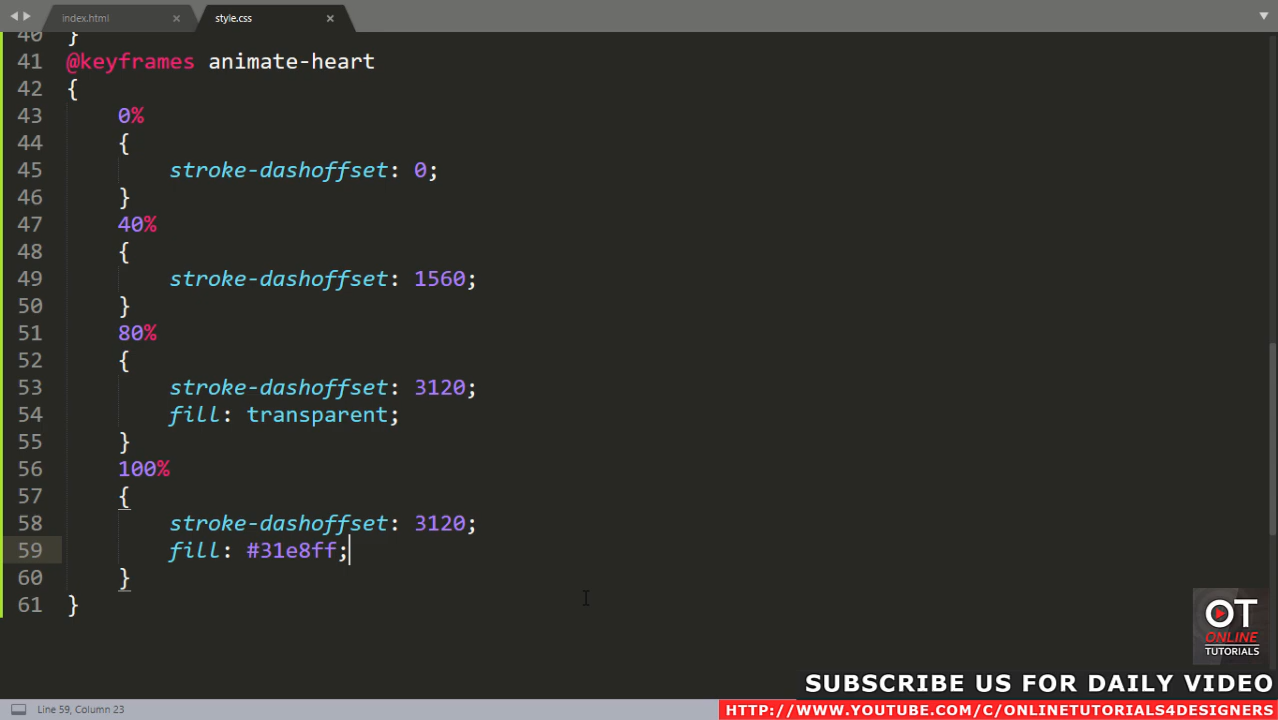 index.html
style.css
40 }
41 @keyframes animate-heart
42 {
43 0%
44 {
45 stroke-dashoffset: 0;
46 }
47 40%
48 {
49 stroke-dashoffset: 1560;
50 }
51 80%
52 {
53 stroke-dashoffset: 3120;
54 fill: transparent;
55 }
56 100%
57 {
58 stroke-dashoffset: 3120;
59 fill: #31e8ff;
60 }
61 }
OT
ONLINE
TUTORIALS
SUBSCRIBE US FOR DAILY VIDEO
Line 59, Column 23
HTTP://WWW.YOUTUBE.COM/C/ONLINETUTORIALS4DESIGNERS